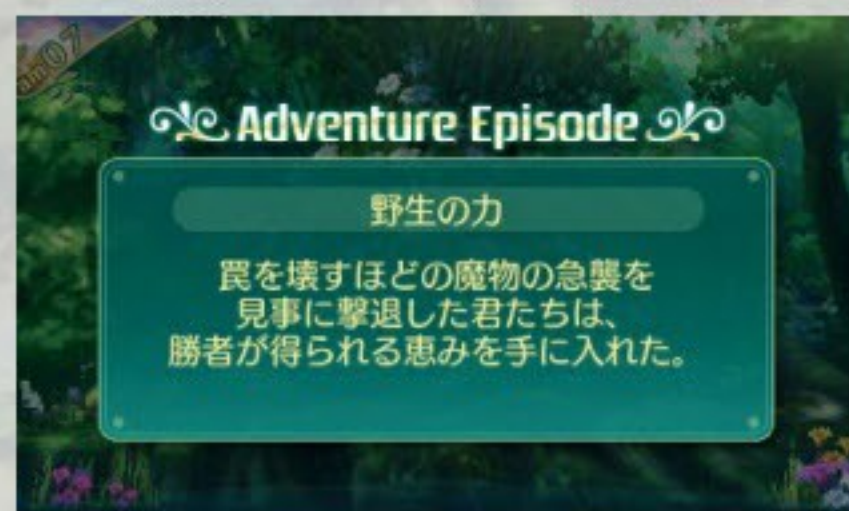 am07
Adventure Episode
野生の力
罠を壊すほどの魔物の急襲を
見事に撃退した君たちは、
勝者が得られる恵みを手に入れた。